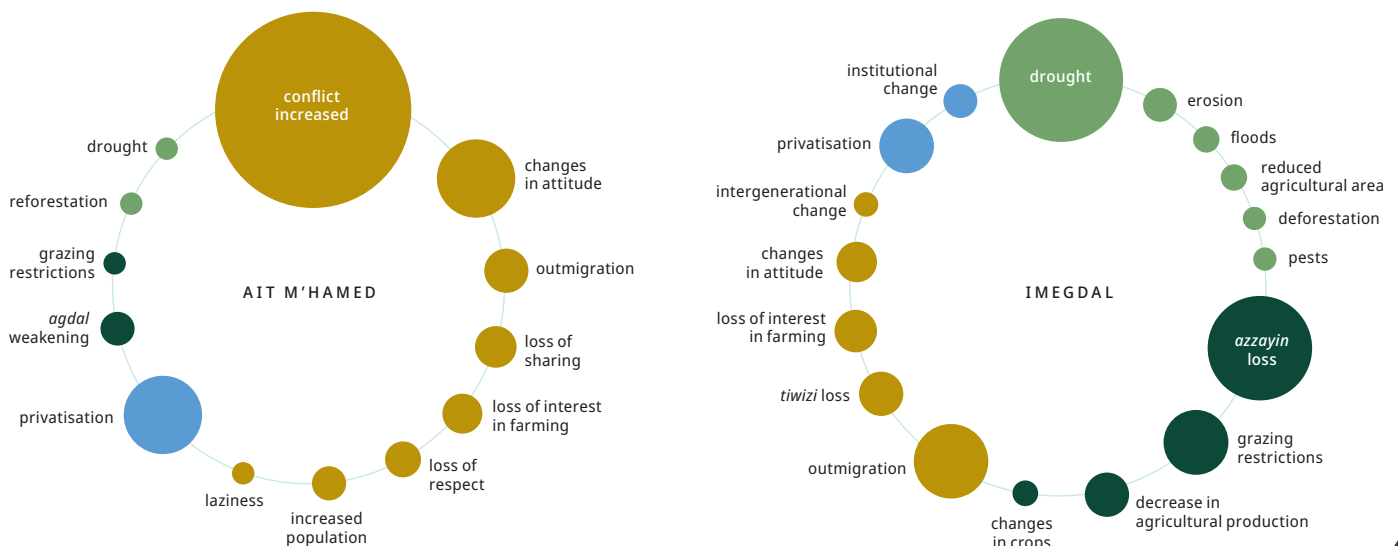 conflict
increased
changes
in attitude
outmigration
loss of
sharing
loss of interest
in farming
loss of
respect
increased
population
laziness
privatisation
agdal
weakening
grazing
restrictions
reforestation
drought
AIT M’HAMED
drought
erosion
floods
reduced
agricultural area
deforestation
pests
azzayin
loss
grazing
restrictions
decrease in
agricultural production
changes
in crops
outmigration
tiwizi loss
loss of interest
in farming
changes
in attitude
intergenerational
change
privatisation
institutional
change
IMEGDAL